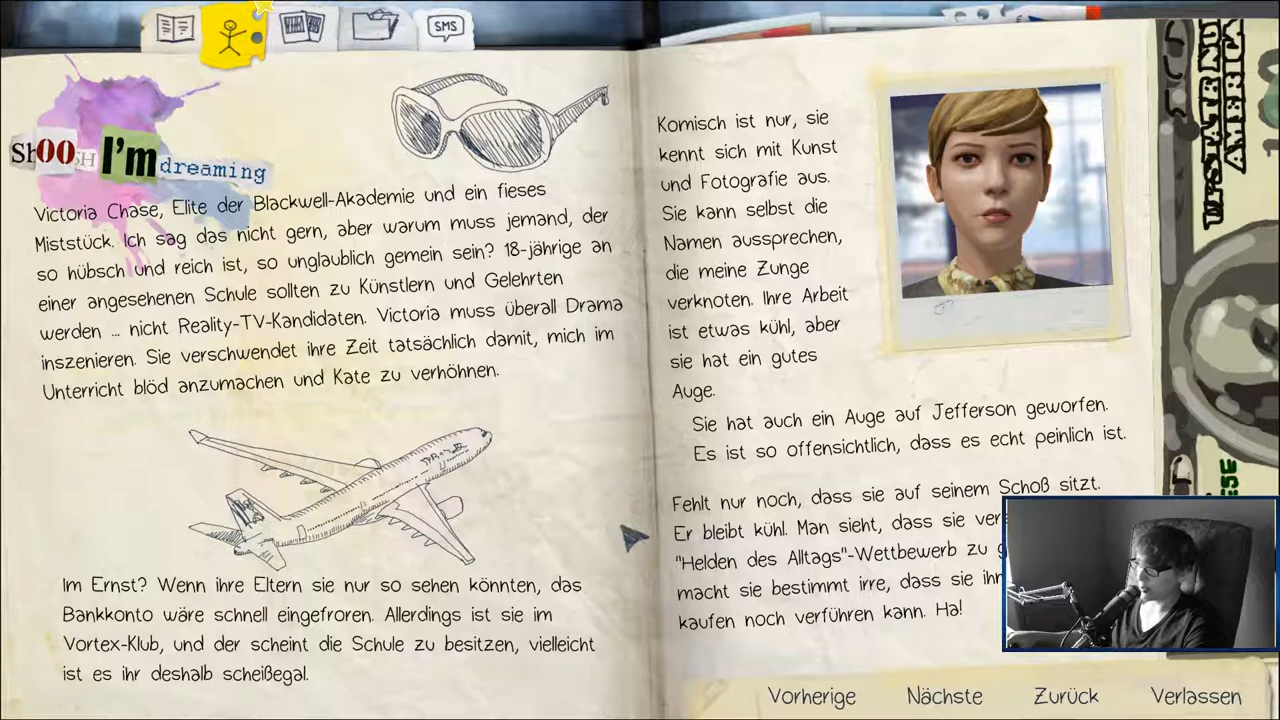 SMS
ShOOSH I'm dreaming
Victoria Chase, Elite der Blackwell-Akademie und ein fieses
Miststück. Ich sag das nicht gern, aber warum muss jemand, der
so hübsch und reich ist, so unglaublich gemein sein? 18-jährige an
einer angesehenen Schule sollten zu Künstlern und Gelehrten
werden ... nicht Reality-TV-Kandidaten. Victoria muss überall Drama
inszenieren. Sie verschwendet ihre Zeit tatsächlich damit, mich im
Unterricht blöd anzumachen und Kate zu verhöhnen.
Im Ernst? Wenn ihre Eltern sie nur so sehen könnten, das
Bankkonto wäre schnell eingefroren. Allerdings ist sie im
Vortex-Klub, und der scheint die Schule zu besitzen, vielleicht
ist es ihr deshalb scheißegal.
Komisch ist nur, sie
kennt sich mit Kunst
und Fotografie aus.
Sie kann selbst die
Namen aussprechen,
die meine Zunge
verknoten. Ihre Arbeit
ist etwas kühl, aber
sie hat ein gutes
Auge.
Sie hat auch ein Auge auf Jefferson geworfen.
Es ist so offensichtlich, dass es echt peinlich ist.
Fehlt nur noch, dass sie auf seinem Schoß sitzt.
Er bleibt kühl. Man sieht, dass sie
"Helden des Alltags"-Wettbewerb zu
macht sie bestimmt irre, dass sie
kaufen noch verführen kann. Ha!
AMERICA
Vorherige Nächste Zurück Verlassen